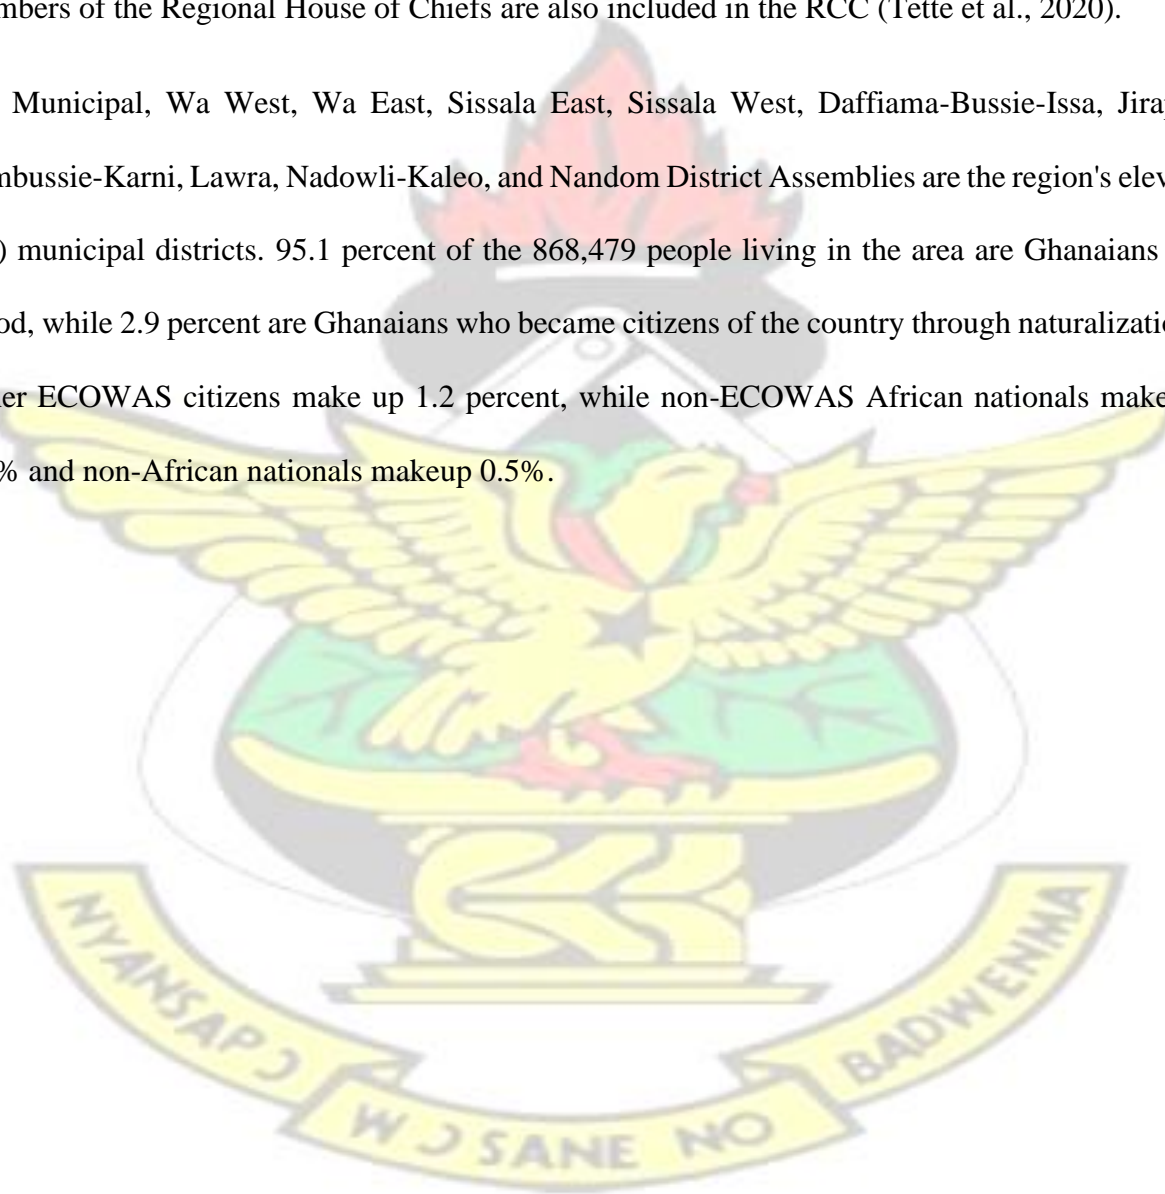 mbers of the Regional House of Chiefs are also included in the RCC (Tette et al., 2020).
Municipal, Wa West, Wa East, Sissala East, Sissala West, Daffiama-Bussie-Issa, Jira
mbussie-Karni, Lawra, Nadowli-Kaleo, and Nandom District Assemblies are the region's elev
) municipal districts. 95.1 percent of the 868,479 people living in the area are Ghanaians
od, while 2.9 percent are Ghanaians who became citizens of the country through naturalizatio
er ECOWAS citizens make up 1.2 percent, while non-ECOWAS African nationals make
% and non-African nationals makeup 0.5%.
NYANSAPƆ
WƆSANE NO
BADWENMA